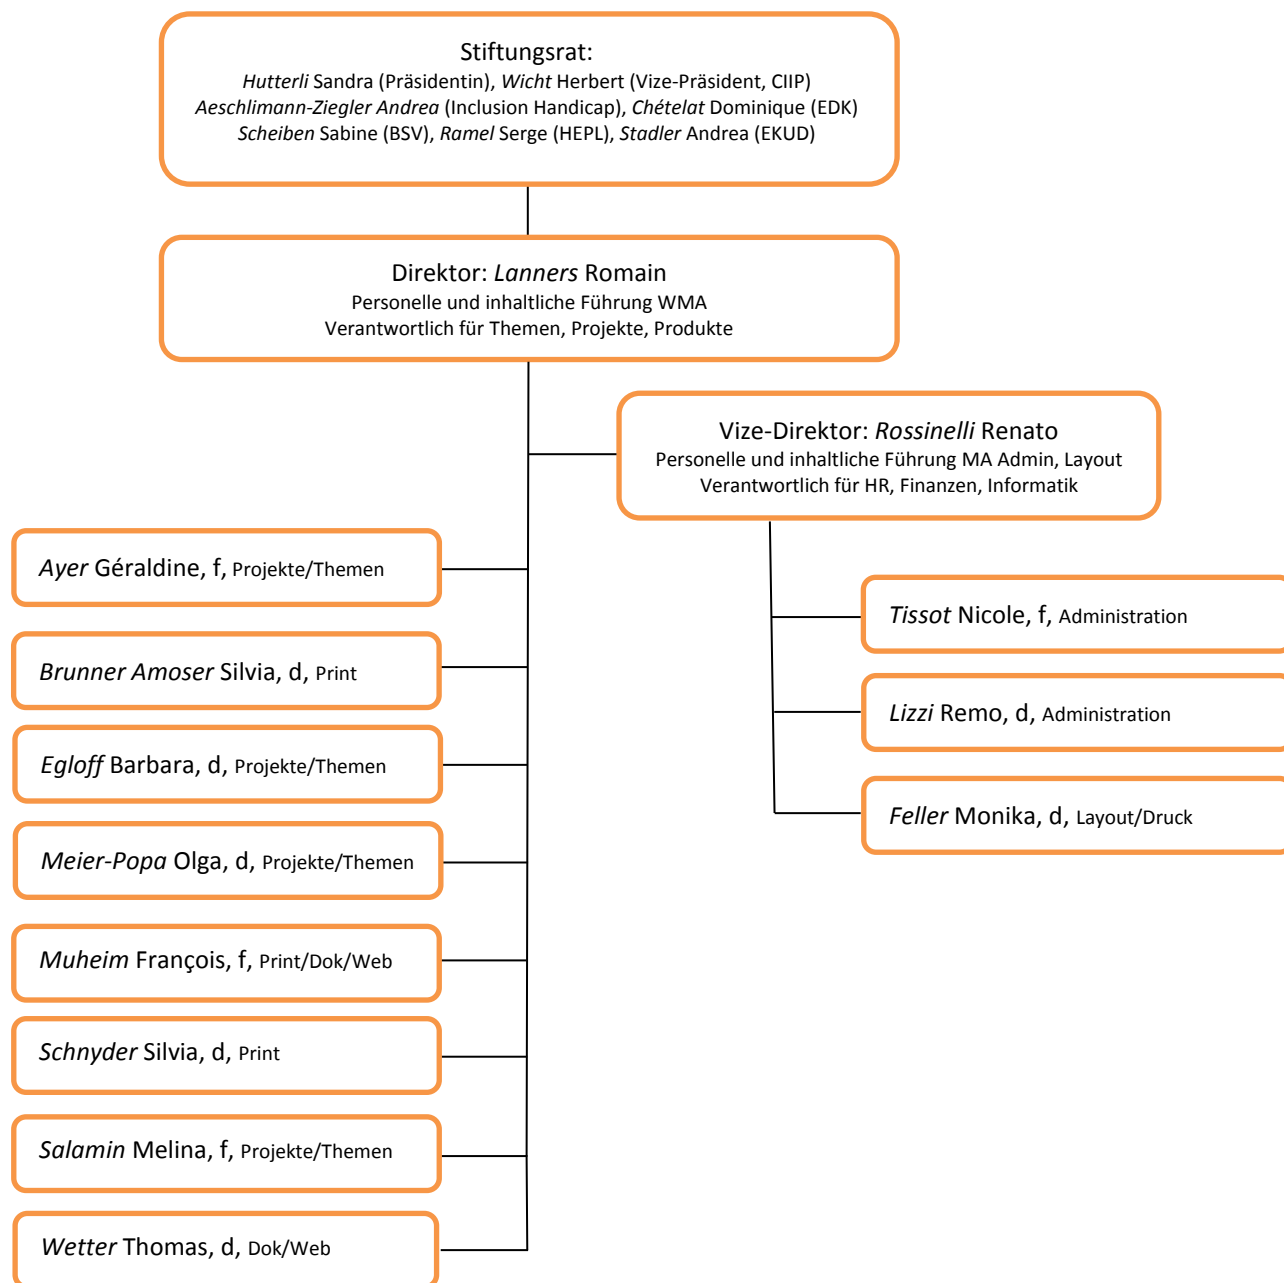 Stiftungsrat:
Hutterli Sandra (Präsidentin), Wicht Herbert (Vize-Präsident, CIIP)
Aeschlimann-Ziegler Andrea (Inclusion Handicap), Chételat Dominique (EDK)
Scheiben Sabine (BSV), Ramel Serge (HEPL), Stadler Andrea (EKUD)
Direktor: Lanners Romain
Personelle und inhaltliche Führung WMA
Verantwortlich für Themen, Projekte, Produkte
Vize-Direktor: Rossinelli Renato
Personelle und inhaltliche Führung MA Admin, Layout
Verantwortlich für HR, Finanzen, Informatik
Ayer Géraldine, f, Projekte/Themen
Brunner Amoser Silvia, d, Print
Egloff Barbara, d, Projekte/Themen
Meier-Popa Olga, d, Projekte/Themen
Muheim François, f, Print/Dok/Web
Schnyder Silvia, d, Print
Salamin Melina, f, Projekte/Themen
Wetter Thomas, d, Dok/Web
Tissot Nicole, f, Administration
Lizzi Remo, d, Administration
Feller Monika, d, Layout/Druck